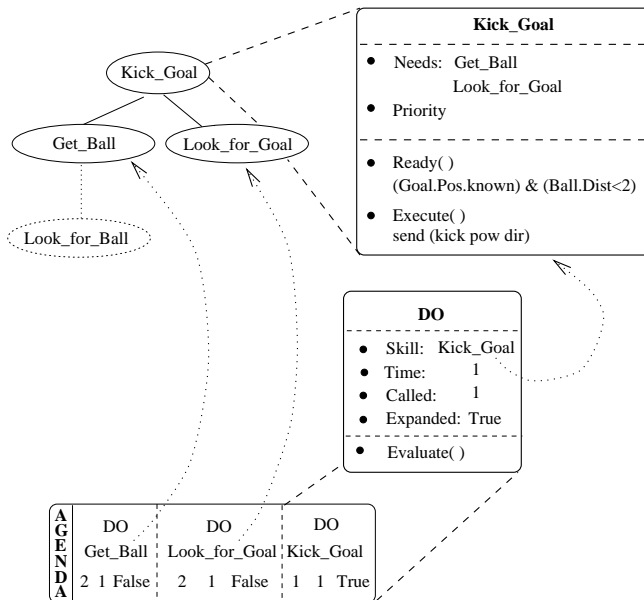 Kick_Goal
Get_Ball
Look_for_Goal
Look_for_Ball
Kick_Goal
Needs: Get_Ball
Look_for_Goal
Priority
Ready( )
(Goal.Pos.known) & (Ball.Dist<2)
Execute( )
send (kick pow dir)
DO
Skill: Kick_Goal
Time: 1
Called: 1
Expanded: True
Evaluate( )
AGENDA
DO DO DO
Get_Ball Look_for_Goal Kick_Goal
2 1 False 2 1 False 1 1 True